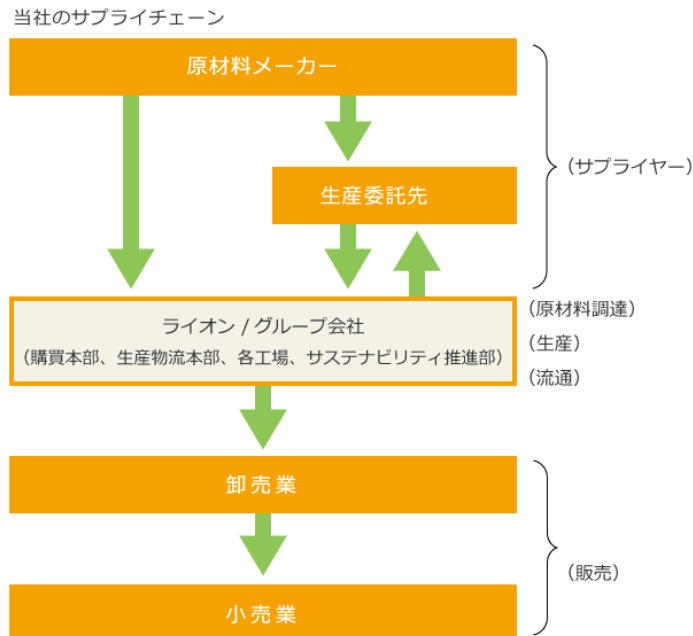 当社のサプライチェーン
原材料メーカー
(サプライヤー)
生産委託先
ライオン / グループ会社
(購買本部、生産物流本部、各工場、サステナビリティ推進部)
(原材料調達)
(生産)
(流通)
卸売業
(販売)
小売業